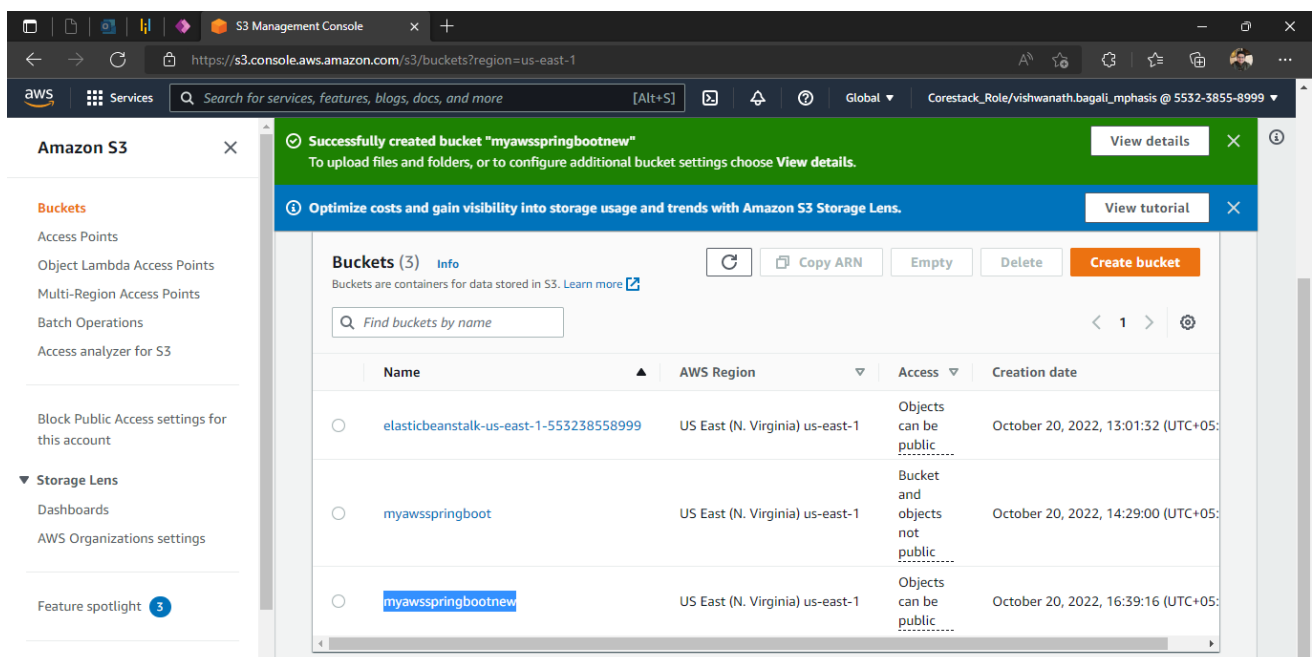 S3 Management Console
https://s3.console.aws.amazon.com/s3/buckets?region=us-east-1
aws
Services
Search for services, features, blogs, docs, and more
[Alt+S]
Global
Corestack_Role/vishwanath.bagali_mphasis @ 5532-3855-8999
Amazon S3
Buckets
Access Points
Object Lambda Access Points
Multi-Region Access Points
Batch Operations
Access analyzer for S3
Block Public Access settings for
this account
Storage Lens
Dashboards
AWS Organizations settings
Feature spotlight 3
Successfully created bucket "myawsspringbootnew"
To upload files and folders, or to configure additional bucket settings choose View details.
View details
Optimize costs and gain visibility into storage usage and trends with Amazon S3 Storage Lens.
View tutorial
Buckets (3) Info
Buckets are containers for data stored in S3. Learn more
Copy ARN
Empty
Delete
Create bucket
Find buckets by name
1
Name
AWS Region
Access
Creation date
elasticbeanstalk-us-east-1-553238558999
US East (N. Virginia) us-east-1
Objects
can be
public
October 20, 2022, 13:01:32 (UTC+05:
myawsspringboot
US East (N. Virginia) us-east-1
Bucket
and
objects
not
public
October 20, 2022, 14:29:00 (UTC+05:
myawsspringbootnew
US East (N. Virginia) us-east-1
Objects
can be
public
October 20, 2022, 16:39:16 (UTC+05: